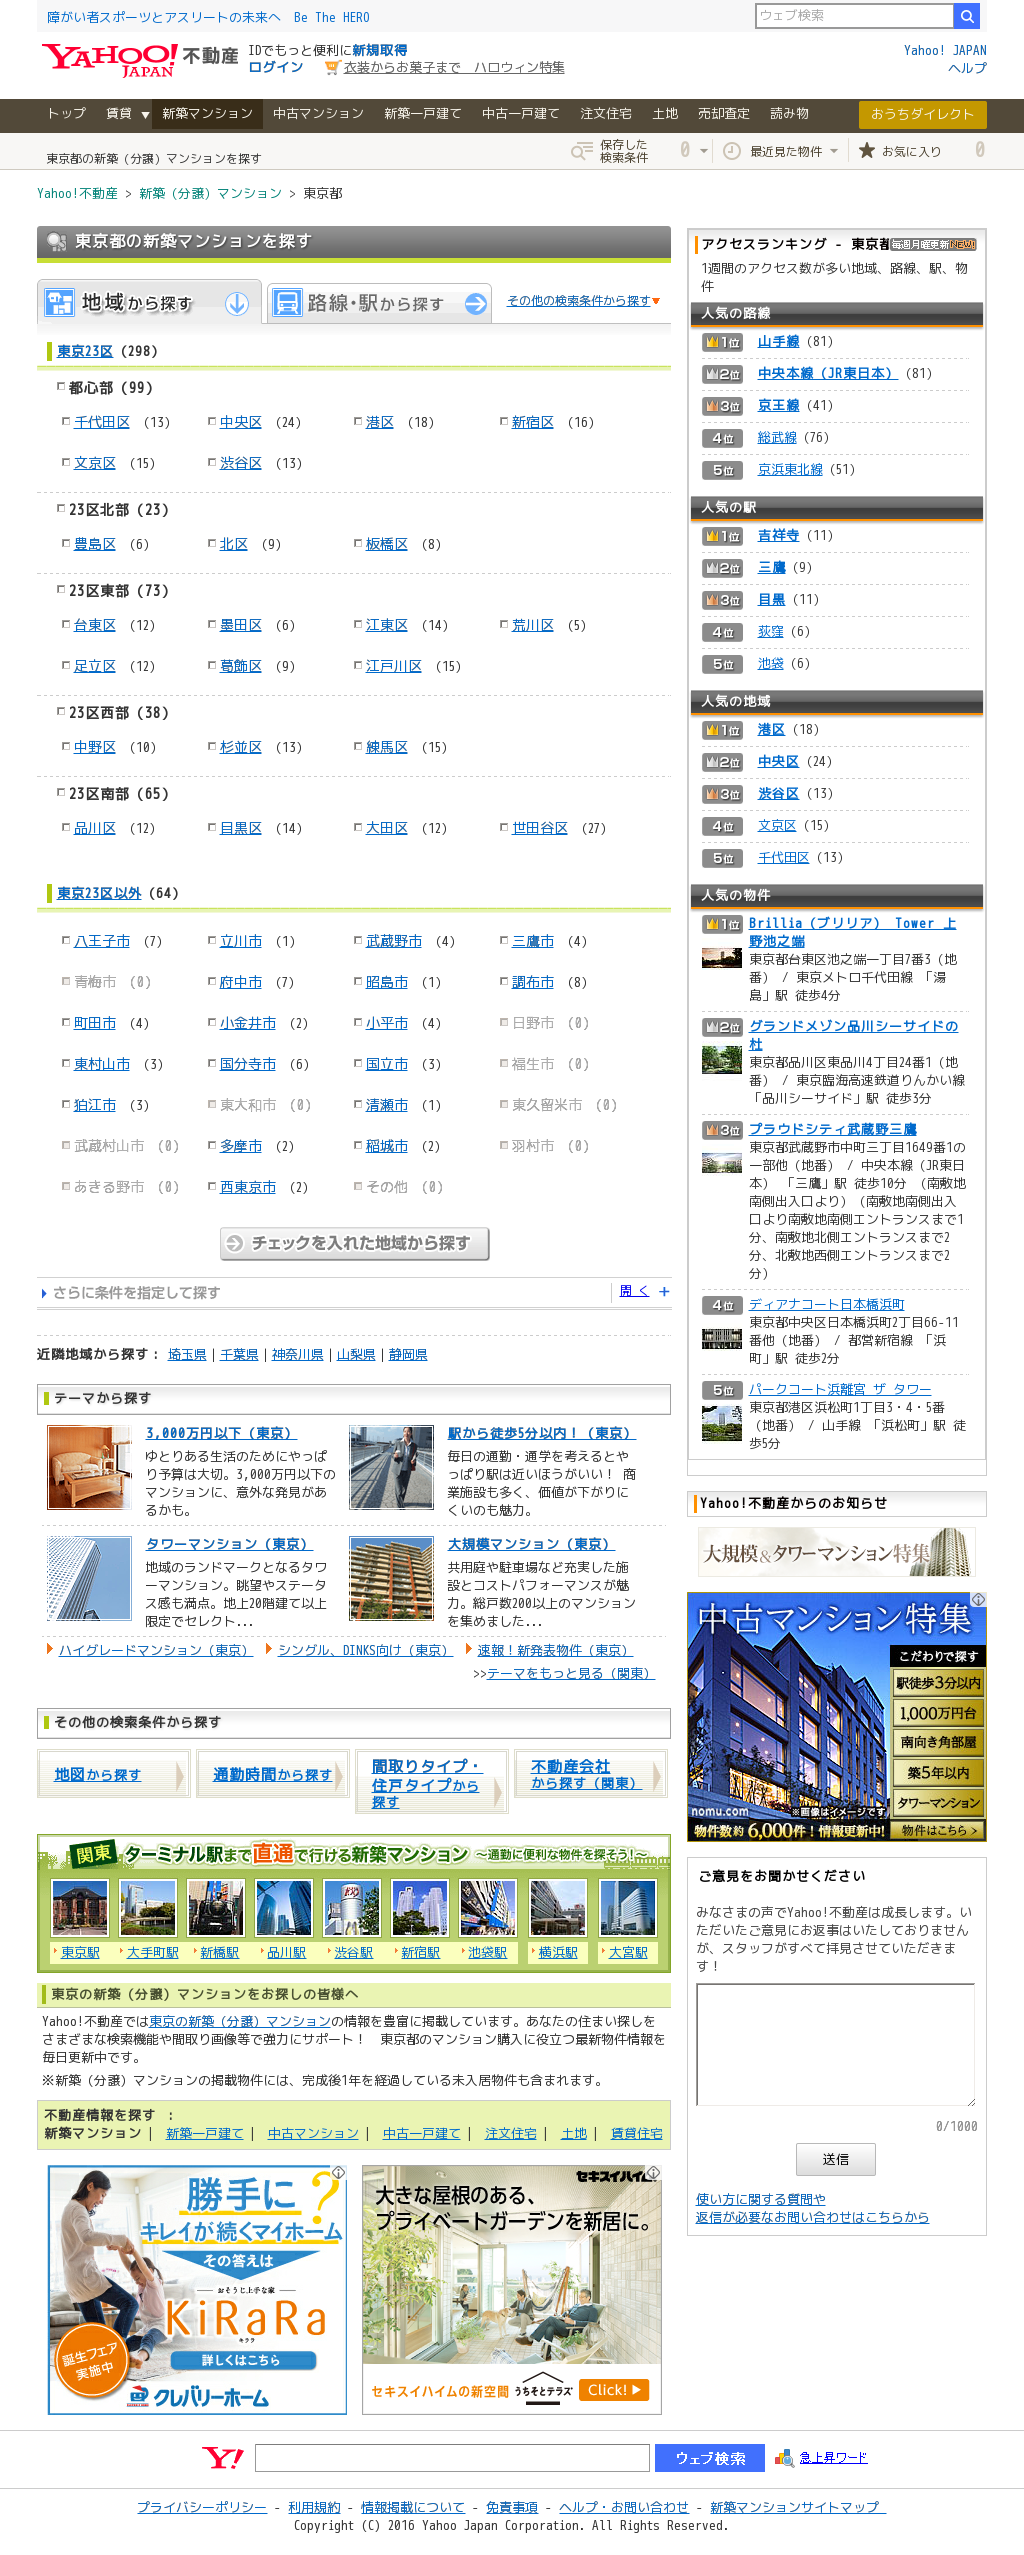 障がい者スポーツとアスリートの未来へ　Be The HERO
ウェブ検索
YAHOO! JAPAN 不動産
IDでもっと便利に新規取得
ログイン　衣装からお菓子まで　ハロウィン特集
Yahoo! JAPAN
ヘルプ
トップ　賃貸　新築マンション　中古マンション　新築一戸建て　中古一戸建て　注文住宅　土地　売却査定　読み物　おうちダイレクト
東京都の新築（分譲）マンションを探す
保存した
検索条件
0
最近見た物件
お気に入り
0
Yahoo!不動産 > 新築（分譲）マンション > 東京都
東京都の新築マンションを探す
地域から探す
路線・駅から探す
その他の検索条件から探す
東京23区（298）
都心部（99）
千代田区（13）　中央区（24）　港区（18）　新宿区（16）
文京区（15）　渋谷区（13）
23区北部（23）
豊島区（6）　北区（9）　板橋区（8）
23区東部（73）
台東区（12）　墨田区（6）　江東区（14）　荒川区（5）
足立区（12）　葛飾区（9）　江戸川区（15）
23区西部（38）
中野区（10）　杉並区（13）　練馬区（15）
23区南部（65）
品川区（12）　目黒区（14）　大田区（12）　世田谷区（27）
東京23区以外（64）
八王子市（7）　立川市（1）　武蔵野市（4）　三鷹市（4）
青梅市（0）　府中市（7）　昭島市（1）　調布市（8）
町田市（4）　小金井市（2）　小平市（4）　日野市（0）
東村山市（3）　国分寺市（6）　国立市（3）　福生市（0）
狛江市（3）　東大和市（0）　清瀬市（1）　東久留米市（0）
武蔵村山市（0）　多摩市（2）　稲城市（2）　羽村市（0）
あきる野市（0）　西東京市（2）　その他（0）
チェックを入れた地域から探す
さらに条件を指定して探す
開く ＋
近隣地域から探す： 埼玉県｜千葉県｜神奈川県｜山梨県｜静岡県
テーマから探す
3,000万円以下（東京）
ゆとりある生活のためにやっぱ
り予算は大切。3,000万円以下の
マンションに、意外な発見があ
るかも。
駅から徒歩5分以内！（東京）
毎日の通勤・通学を考えるとや
っぱり駅は近いほうがいい！ 商
業施設も多く、価値が下がりに
くいのも魅力。
タワーマンション（東京）
地域のランドマークとなるタワ
ーマンション。眺望やステータ
ス感も満点。地上20階建て以上
限定でセレクト...
大規模マンション（東京）
共用庭や駐車場など充実した施
設とコストパフォーマンスが魅
力。総戸数200以上のマンション
を集めました...
ハイグレードマンション（東京）　シングル、DINKS向け（東京）　速報！新発表物件（東京）
>>テーマをもっと見る（関東）
その他の検索条件から探す
地図から探す
通勤時間から探す
間取りタイプ・
住戸タイプから
探す
不動産会社
から探す（関東）
関東 ターミナル駅まで直通で行ける新築マンション ～通勤に便利な物件を探そう！～
東京駅　大手町駅　新橋駅　品川駅　渋谷駅　新宿駅　池袋駅　横浜駅　大宮駅
東京の新築（分譲）マンションをお探しの皆様へ
Yahoo!不動産では東京の新築（分譲）マンションの情報を豊富に掲載しています。あなたの住まい探しを
さまざまな検索機能や間取り画像等で強力にサポート！　東京都のマンション購入に役立つ最新物件情報を
毎日更新中です。
※新築（分譲）マンションの掲載物件には、完成後1年を経過している未入居物件も含まれます。
不動産情報を探す　：
新築マンション｜　新築一戸建て｜　中古マンション｜　中古一戸建て｜　注文住宅｜　土地｜　賃貸住宅
勝手に
キレイが続くマイホーム
?
その答えは
おそうじ上手な家
KiRaRa
キララ
誕生フェア
実施中
詳しくはこちら
クレバリーホーム
セキスイハイム
大きな屋根のある、
プライベートガーデンを新居に。
セキスイハイムの新空間 うちそとテラス
Click!
アクセスランキング - 東京都
毎週月曜更新NEW!
1週間のアクセス数が多い地域、路線、駅、物
件
人気の路線
1位 山手線（81）
2位 中央本線（JR東日本）（81）
3位 京王線（41）
4位 総武線（76）
5位 京浜東北線（51）
人気の駅
1位 吉祥寺（11）
2位 三鷹（9）
3位 目黒（11）
4位 荻窪（6）
5位 池袋（6）
人気の地域
1位 港区（18）
2位 中央区（24）
3位 渋谷区（13）
4位 文京区（15）
5位 千代田区（13）
人気の物件
1位 Brillia（ブリリア） Tower 上
野池之端
東京都台東区池之端一丁目7番3（地
番） / 東京メトロ千代田線 「湯
島」駅 徒歩4分
2位 グランドメゾン品川シーサイドの
杜
東京都品川区東品川4丁目24番1（地
番） / 東京臨海高速鉄道りんかい線
「品川シーサイド」駅 徒歩3分
3位 プラウドシティ武蔵野三鷹
東京都武蔵野市中町三丁目1649番1の
一部他（地番） / 中央本線（JR東日
本） 「三鷹」駅 徒歩10分 （南敷地
南側出入口より）（南敷地南側出入
口より南敷地南側エントランスまで1
分、南敷地北側エントランスまで2
分、北敷地西側エントランスまで2
分）
4位 ディアナコート日本橋浜町
東京都中央区日本橋浜町2丁目66-11
番他（地番） / 都営新宿線 「浜
町」駅 徒歩2分
5位 パークコート浜離宮 ザ タワー
東京都港区浜松町1丁目3・4・5番
（地番） / 山手線 「浜松町」駅 徒
歩5分
Yahoo!不動産からのお知らせ
大規模&タワーマンション特集
中古マンション特集
こだわりで探す
駅徒歩3分以内
1,000万円台
南向き角部屋
築5年以内
タワーマンション
nomu.com
※画像はイメージです
物件数約6,000件！情報更新中！
物件はこちら >
ご意見をお聞かせください
みなさまの声でYahoo!不動産は成長します。い
ただいたご意見にお返事はいたしておりません
が、スタッフがすべて拝見させていただきま
す！
0/1000
送信
使い方に関する質問や
返信が必要なお問い合わせはこちらから
Y! ウェブ検索 急上昇ワード
プライバシーポリシー - 利用規約 - 情報掲載について - 免責事項 - ヘルプ・お問い合わせ - 新築マンションサイトマップ
Copyright (C) 2016 Yahoo Japan Corporation. All Rights Reserved.